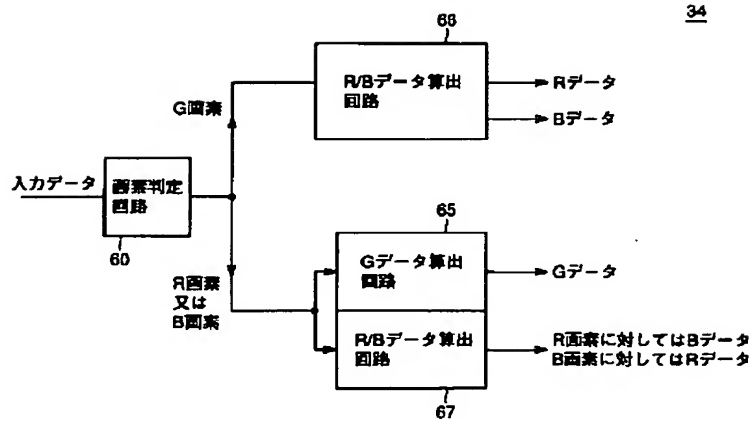 34
66
R/Bデータ算出
回路
Rデータ
Bデータ
G画素
入力データ
画素判定
回路
60
65
Gデータ算出
回路
Gデータ
R画素
又は
B画素
R/Bデータ算出
回路
R画素に対してはBデータ
B画素に対してはRデータ
67